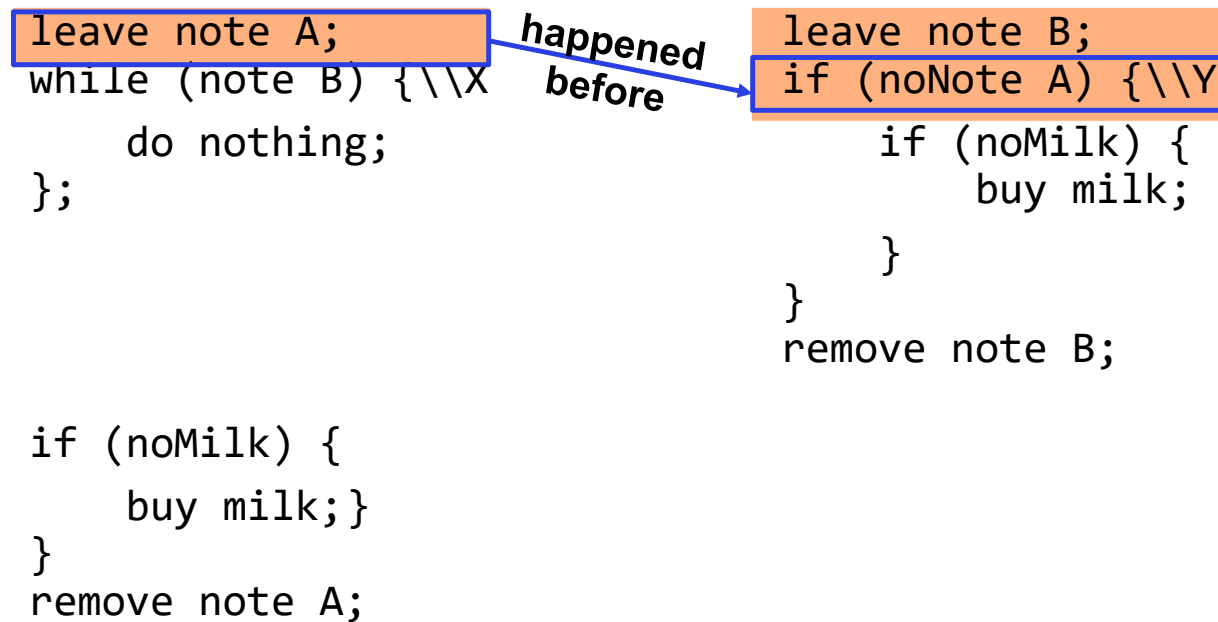 leave note A;
while (note B) {\\X
do nothing;
};
if (noMilk) {
buy milk;}
}
remove note A;
happened
before
leave note B;
if (noNote A) {\\Y
if (noMilk) {
buy milk;
}
}
remove note B;